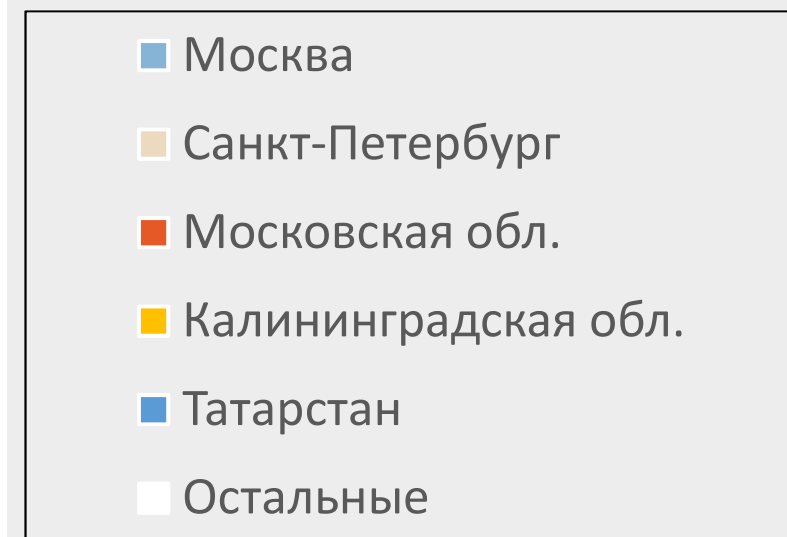 Москва
Санкт-Петербург
Московская обл.
Калининградская обл.
Татарстан
Остальные